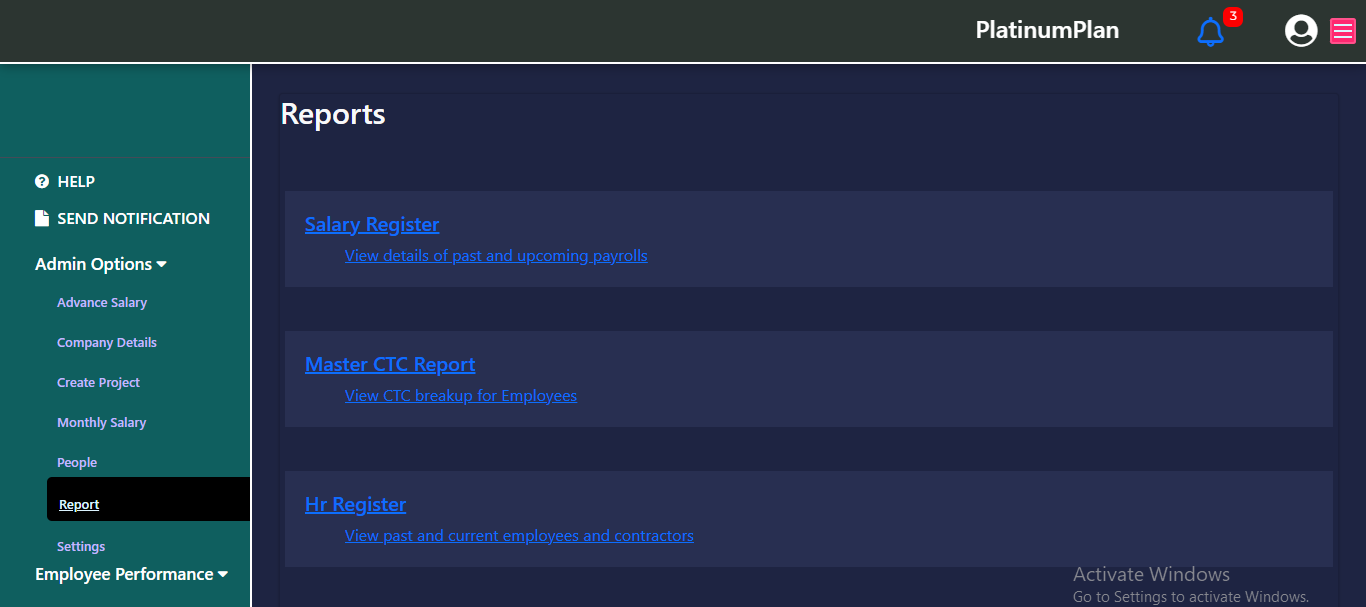 PlatinumPlan
3
HELP
SEND NOTIFICATION
Admin Options
Advance Salary
Company Details
Create Project
Monthly Salary
People
Report
Settings
Employee Performance
Reports
Salary Register
View details of past and upcoming payrolls
Master CTC Report
View CTC breakup for Employees
Hr Register
View past and current employees and contractors
Activate Windows
Go to Settings to activate Windows.